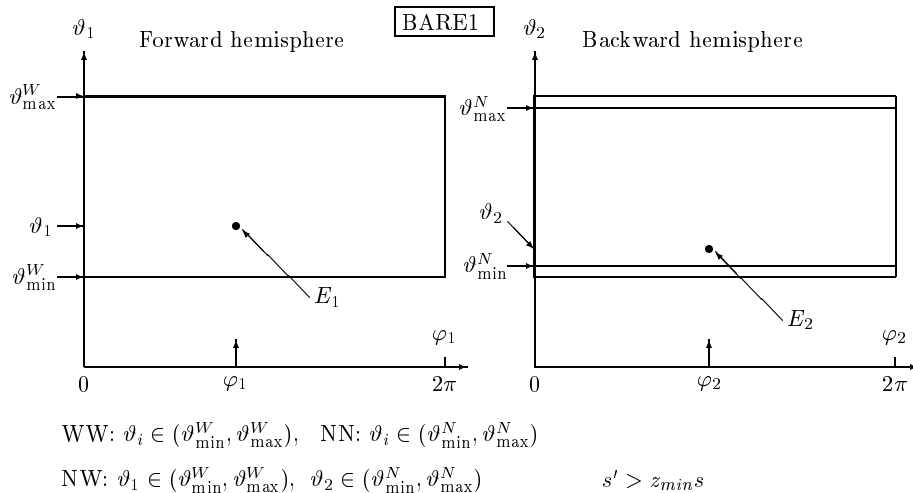 BARE1
Forward hemisphere
ϑ₁
ϑ^W_max
ϑ₁
ϑ^W_min
E₁
φ₁
0
φ₁
2π
Backward hemisphere
ϑ₂
ϑ^N_max
ϑ₂
ϑ^N_min
E₂
φ₂
0
φ₂
2π
WW: ϑ_i ∈ (ϑ^W_min, ϑ^W_max), NN: ϑ_i ∈ (ϑ^N_min, ϑ^N_max)
NW: ϑ₁ ∈ (ϑ^W_min, ϑ^W_max), ϑ₂ ∈ (ϑ^N_min, ϑ^N_max) s′ > z_min s